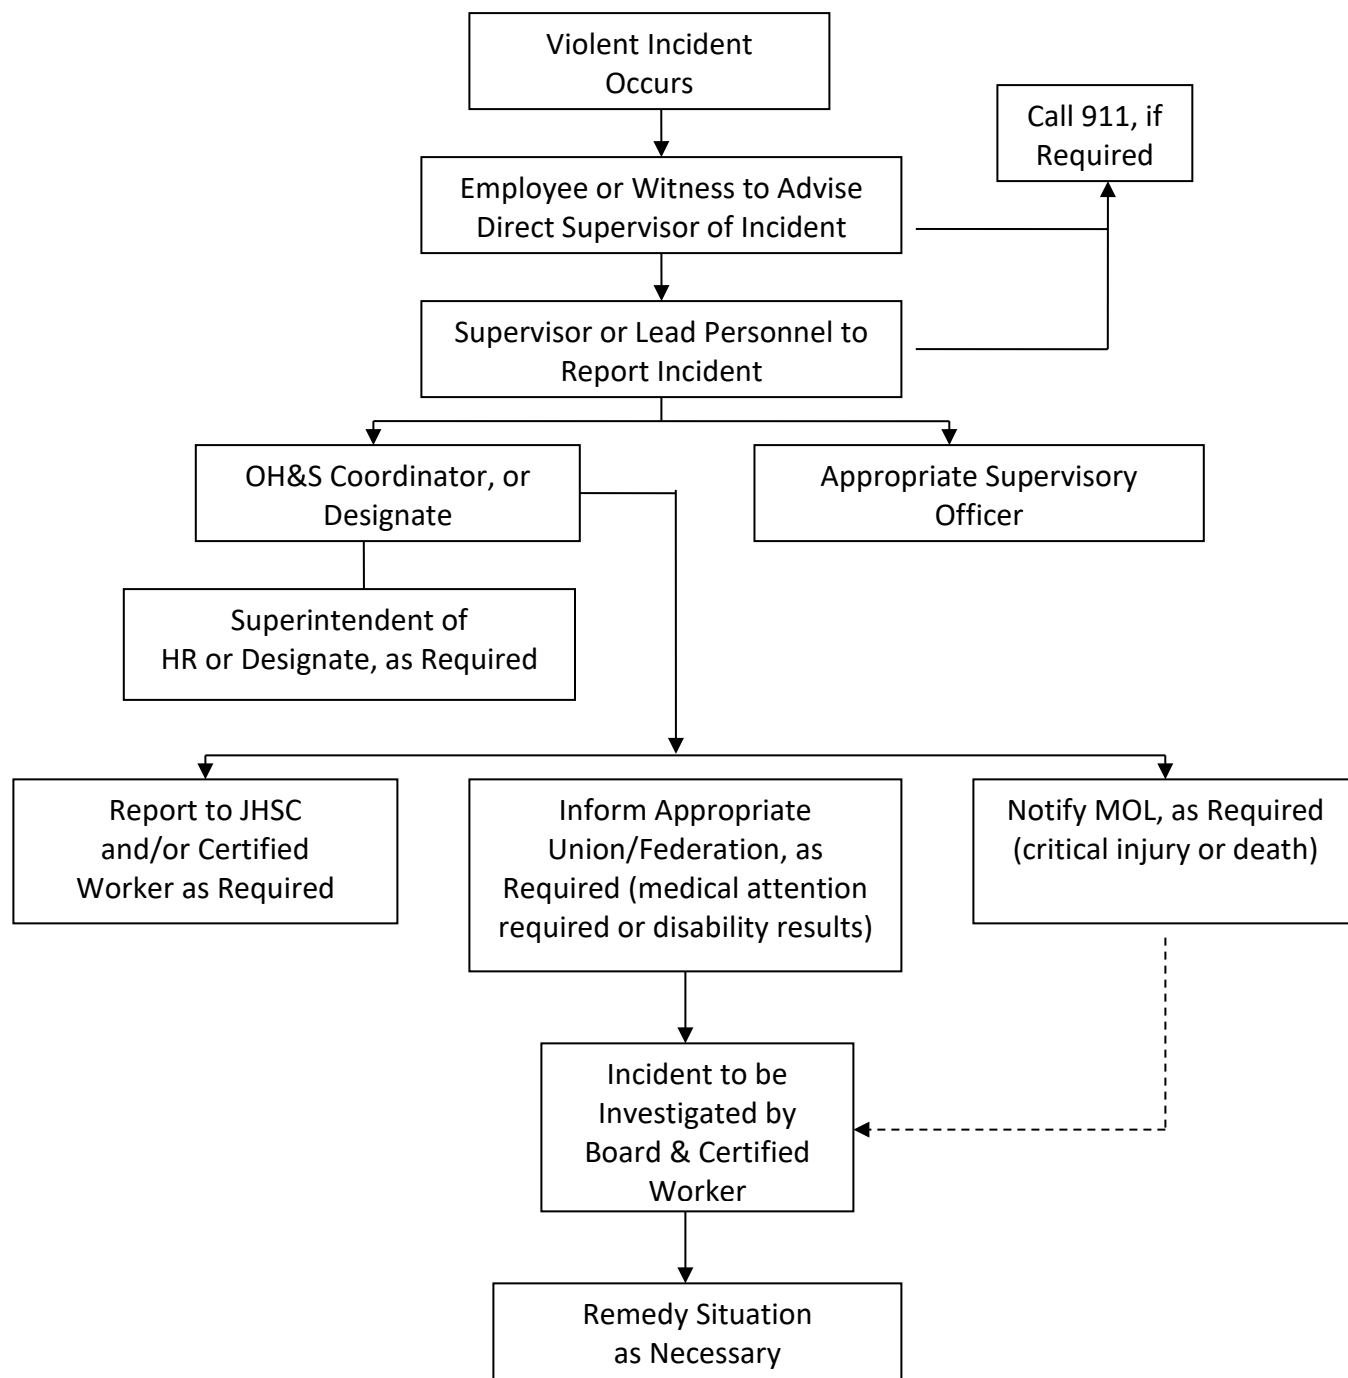 Violent Incident
Occurs
Call 911, if
Required
Employee or Witness to Advise
Direct Supervisor of Incident
Supervisor or Lead Personnel to
Report Incident
OH&S Coordinator, or
Designate
Appropriate Supervisory
Officer
Superintendent of
HR or Designate, as Required
Report to JHSC
and/or Certified
Worker as Required
Inform Appropriate
Union/Federation, as
Required (medical attention
required or disability results)
Notify MOL, as Required
(critical injury or death)
Incident to be
Investigated by
Board & Certified
Worker
Remedy Situation
as Necessary